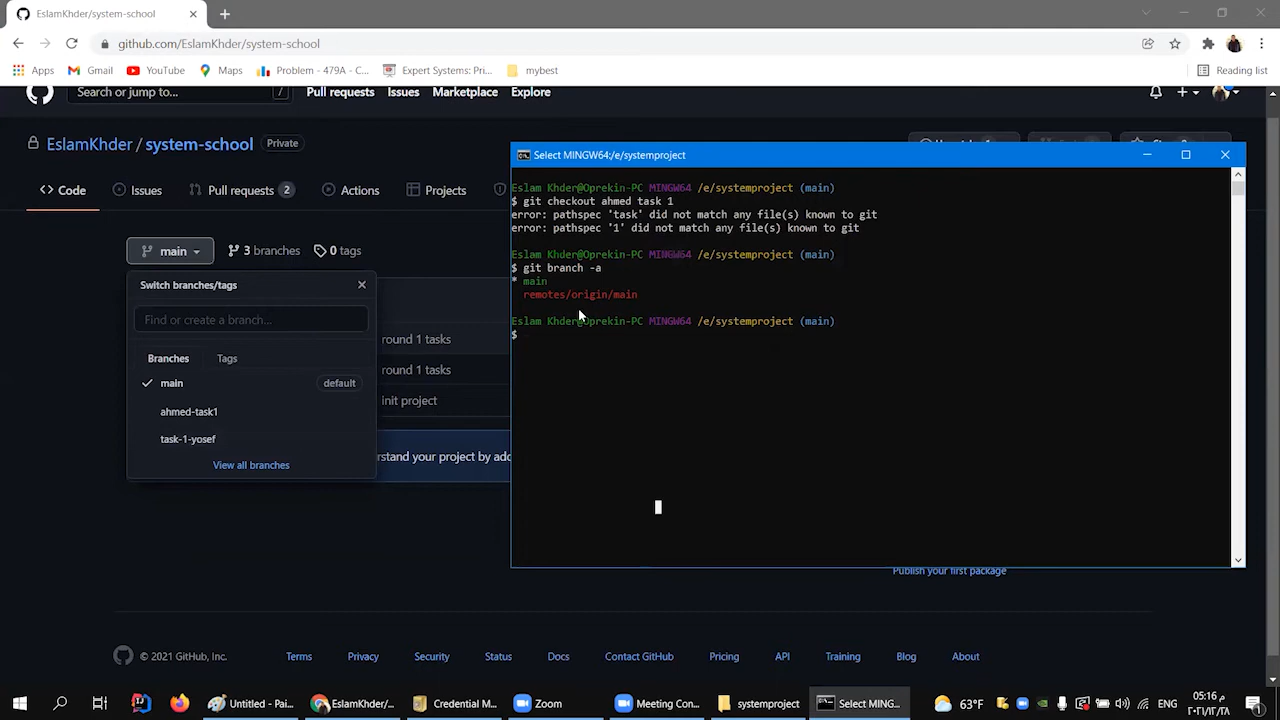 EslamKhder/system-school
github.com/EslamKhder/system-school
Apps
Gmail
YouTube
Maps
Problem - 479A - C...
Expert Systems: Pri...
mybest
Reading list
Search or jump to...
/
Pull requests
Issues
Marketplace
Explore
EslamKhder / system-school
Private
Code
Issues
Pull requests
2
Actions
Projects
main
3 branches
0 tags
Switch branches/tags
Find or create a branch...
Branches
Tags
main
default
ahmed-task1
task-1-yosef
View all branches
round 1 tasks
round 1 tasks
init project
rstand your project by add
Select MINGW64:/e/systemproject
Eslam Khder@Oprekin-PC MINGW64 /e/systemproject (main)
$ git checkout ahmed task 1
error: pathspec 'task' did not match any file(s) known to git
error: pathspec '1' did not match any file(s) known to git
Eslam Khder@Oprekin-PC MINGW64 /e/systemproject (main)
$ git branch -a
* main
remotes/origin/main
Eslam Khder@Oprekin-PC MINGW64 /e/systemproject (main)
$
Publish your first package
© 2021 GitHub, Inc.
Terms
Privacy
Security
Status
Docs
Contact GitHub
Pricing
API
Training
Blog
About
Untitled - Pai...
EslamKhder/...
Credential M...
Zoom
Meeting Con...
systemproject
Select MING...
63°F
ENG
05:16 م